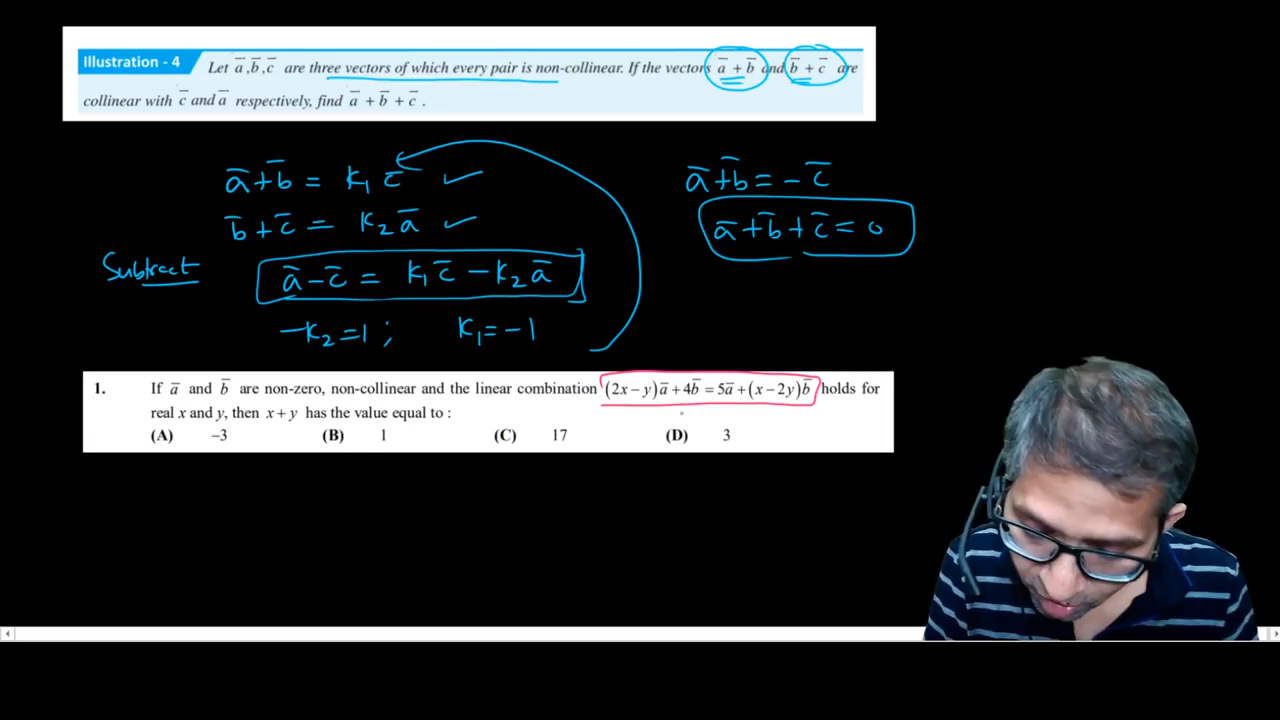 Illustration - 4 Let a̅ ,b̅ ,c̅ are three vectors of which every pair is non-collinear. If the vectors a̅ + b̅ and b̅ + c̅ are
collinear with c̅ and a̅ respectively, find a̅ + b̅ + c̅ .
a̅ + b̅ = k₁ c̅ ✓
b̅ + c̅ = k₂ a̅ ✓
Subtract a̅ – c̅ = k₁ c̅ – k₂ a̅
–k₂ = 1 ; k₁ = –1
a̅ + b̅ = – c̅
a̅ + b̅ + c̅ = 0
1. If a̅ and b̅ are non-zero, non-collinear and the linear combination (2x – y)a̅ + 4b̅ = 5a̅ + (x – 2y)b̅ holds for
real x and y, then x + y has the value equal to :
(A) –3 (B) 1 (C) 17 (D) 3